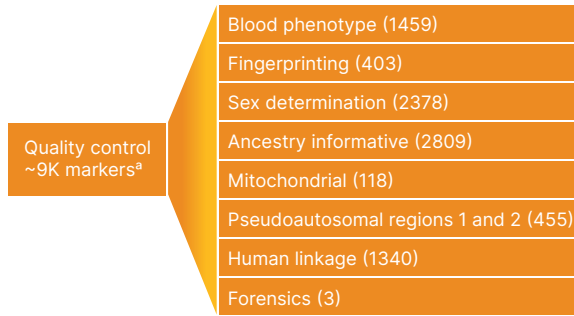 Quality control
~9K markersª
Blood phenotype (1459)
Fingerprinting (403)
Sex determination (2378)
Ancestry informative (2809)
Mitochondrial (118)
Pseudoautosomal regions 1 and 2 (455)
Human linkage (1340)
Forensics (3)